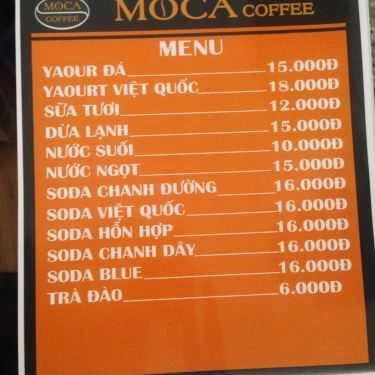 MOCA
COFFEE
MOCA COFFEE
MENU
YAOUR ĐÁ 15.000Đ
YAOURT VIỆT QUỐC 18.000Đ
SỮA TƯƠI 12.000Đ
DỪA LẠNH 15.000Đ
NƯỚC SUỐI 10.000Đ
NƯỚC NGỌT 15.000Đ
SODA CHANH ĐƯỜNG 16.000Đ
SODA VIỆT QUỐC 16.000Đ
SODA HỖN HỢP 16.000Đ
SODA CHANH DÂY 16.000Đ
SODA BLUE 16.000Đ
TRÀ ĐÀO 6.000Đ